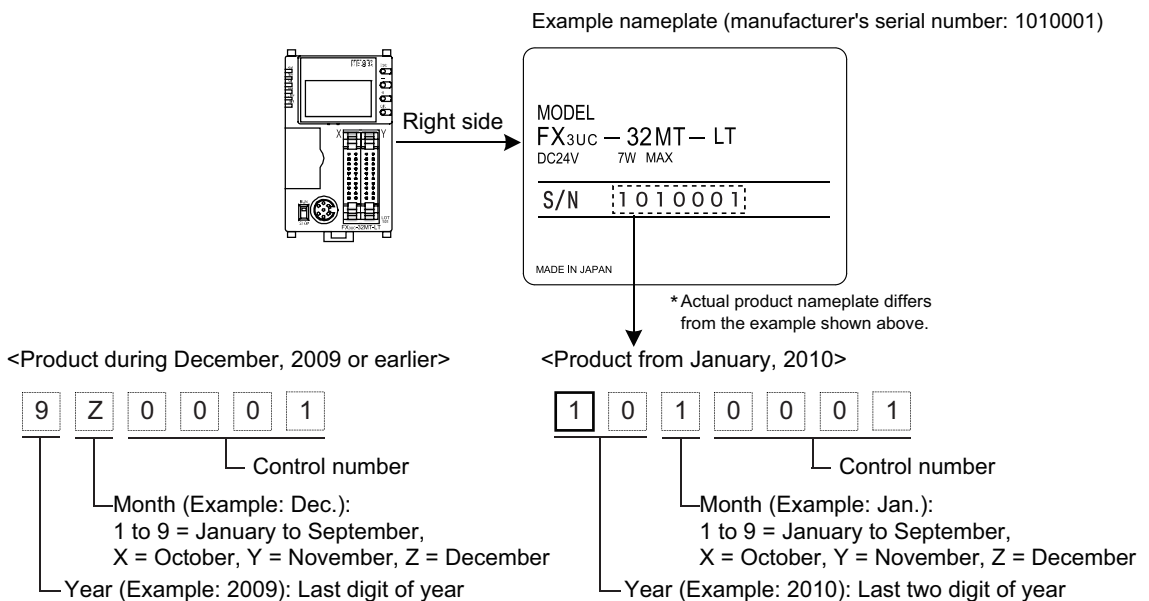 Example nameplate (manufacturer's serial number: 1010001)
Right side
X
Y
FX3UC-32MT-LT
MODEL
FX3UC - 32MT - LT
DC24V 7W MAX
S/N 1010001
MADE IN JAPAN
* Actual product nameplate differs
from the example shown above.
<Product during December, 2009 or earlier>
9 Z 0 0 0 1
Control number
Month (Example: Dec.):
1 to 9 = January to September,
X = October, Y = November, Z = December
Year (Example: 2009): Last digit of year
<Product from January, 2010>
1 0 1 0 0 0 1
Control number
Month (Example: Jan.):
1 to 9 = January to September,
X = October, Y = November, Z = December
Year (Example: 2010): Last two digit of year